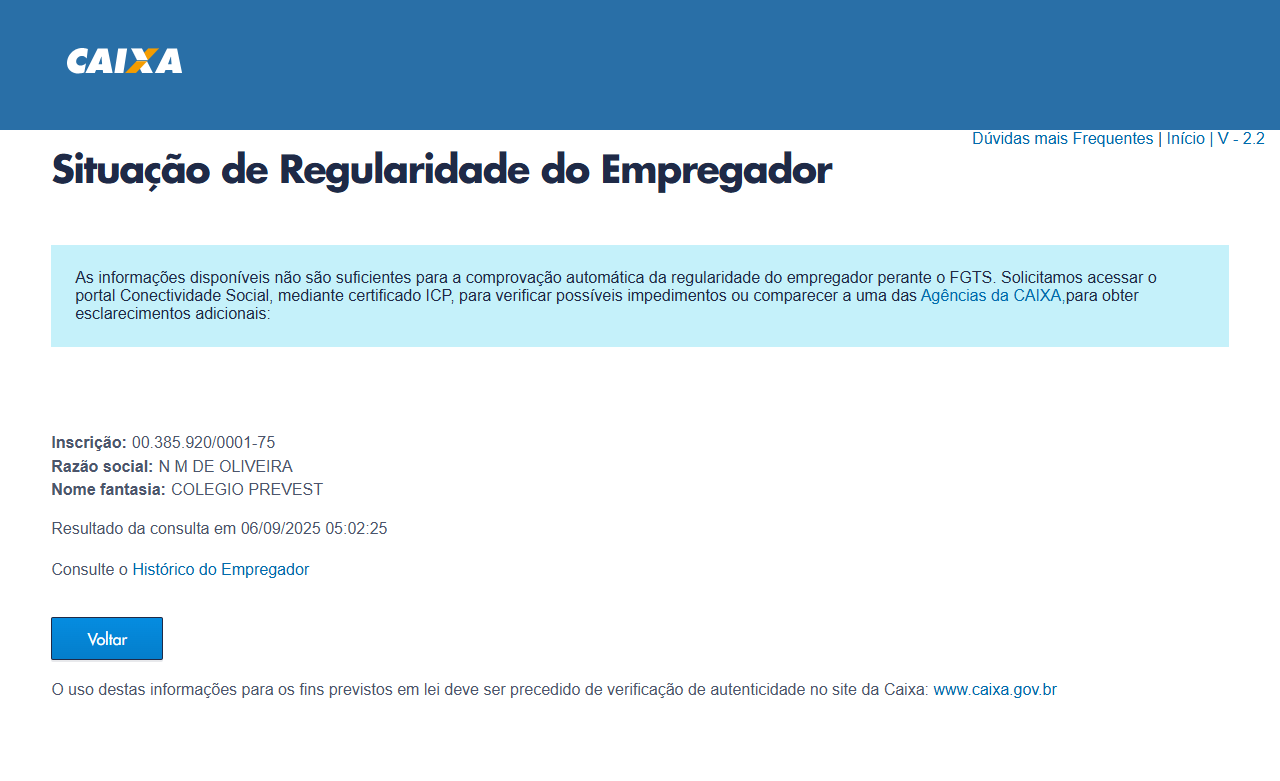 CAIXA
Dúvidas mais Frequentes | Início | V - 2.2
Situação de Regularidade do Empregador
As informações disponíveis não são suficientes para a comprovação automática da regularidade do empregador perante o FGTS. Solicitamos acessar o
portal Conectividade Social, mediante certificado ICP, para verificar possíveis impedimentos ou comparecer a uma das Agências da CAIXA,para obter
esclarecimentos adicionais:
Inscrição: 00.385.920/0001-75
Razão social: N M DE OLIVEIRA
Nome fantasia: COLEGIO PREVEST
Resultado da consulta em 06/09/2025 05:02:25
Consulte o Histórico do Empregador
Voltar
O uso destas informações para os fins previstos em lei deve ser precedido de verificação de autenticidade no site da Caixa: www.caixa.gov.br